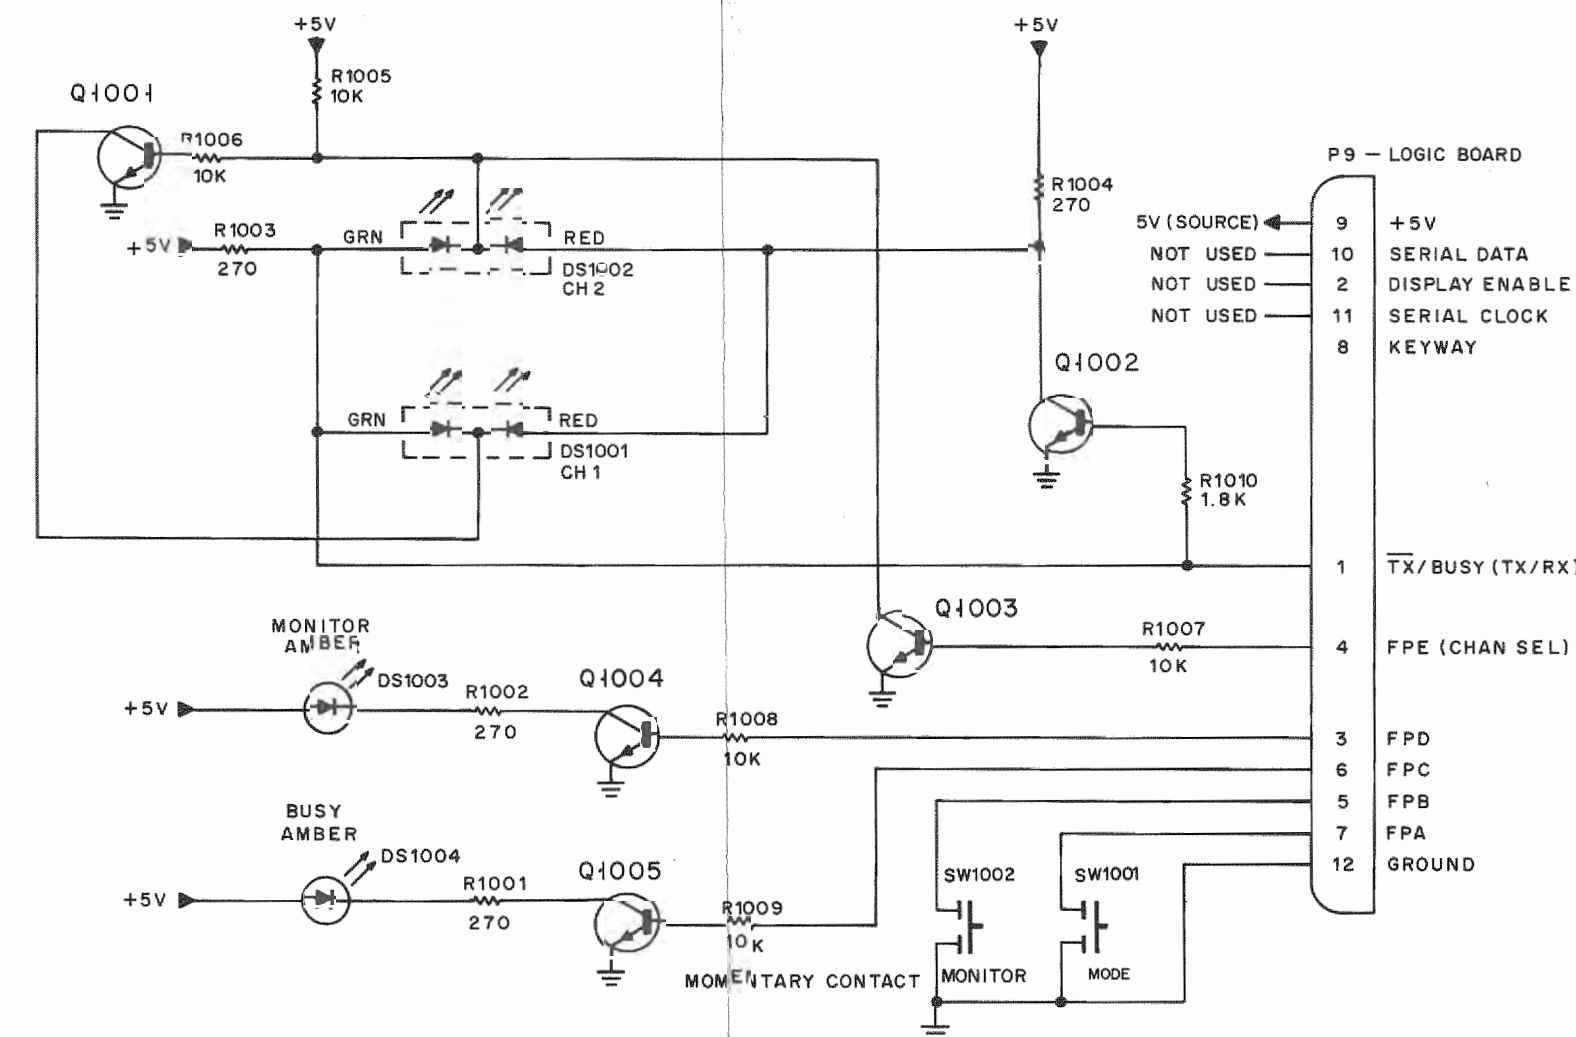 +5V
+5V
R1005
10K
Q1001
R1006
10K
P9 — LOGIC BOARD
R1004
270
5V (SOURCE)
9
+5V
+5V
R1003
270
GRN
RED
DS1002
CH 2
NOT USED
10
SERIAL DATA
NOT USED
2
DISPLAY ENABLE
NOT USED
11
SERIAL CLOCK
8
KEYWAY
Q1002
GRN
RED
DS1001
CH 1
R1010
1.8K
1
TX/BUSY (TX/RX)
Q1003
MONITOR
AMBER
R1007
10K
4
FPE (CHAN SEL)
DS1003
Q1004
+5V
R1002
270
R1008
10K
3
FPD
6
FPC
5
FPB
7
FPA
12
GROUND
BUSY
AMBER
DS1004
Q1005
+5V
R1001
270
R1009
10K
SW1002
SW1001
MOMENTARY CONTACT
MONITOR
MODE